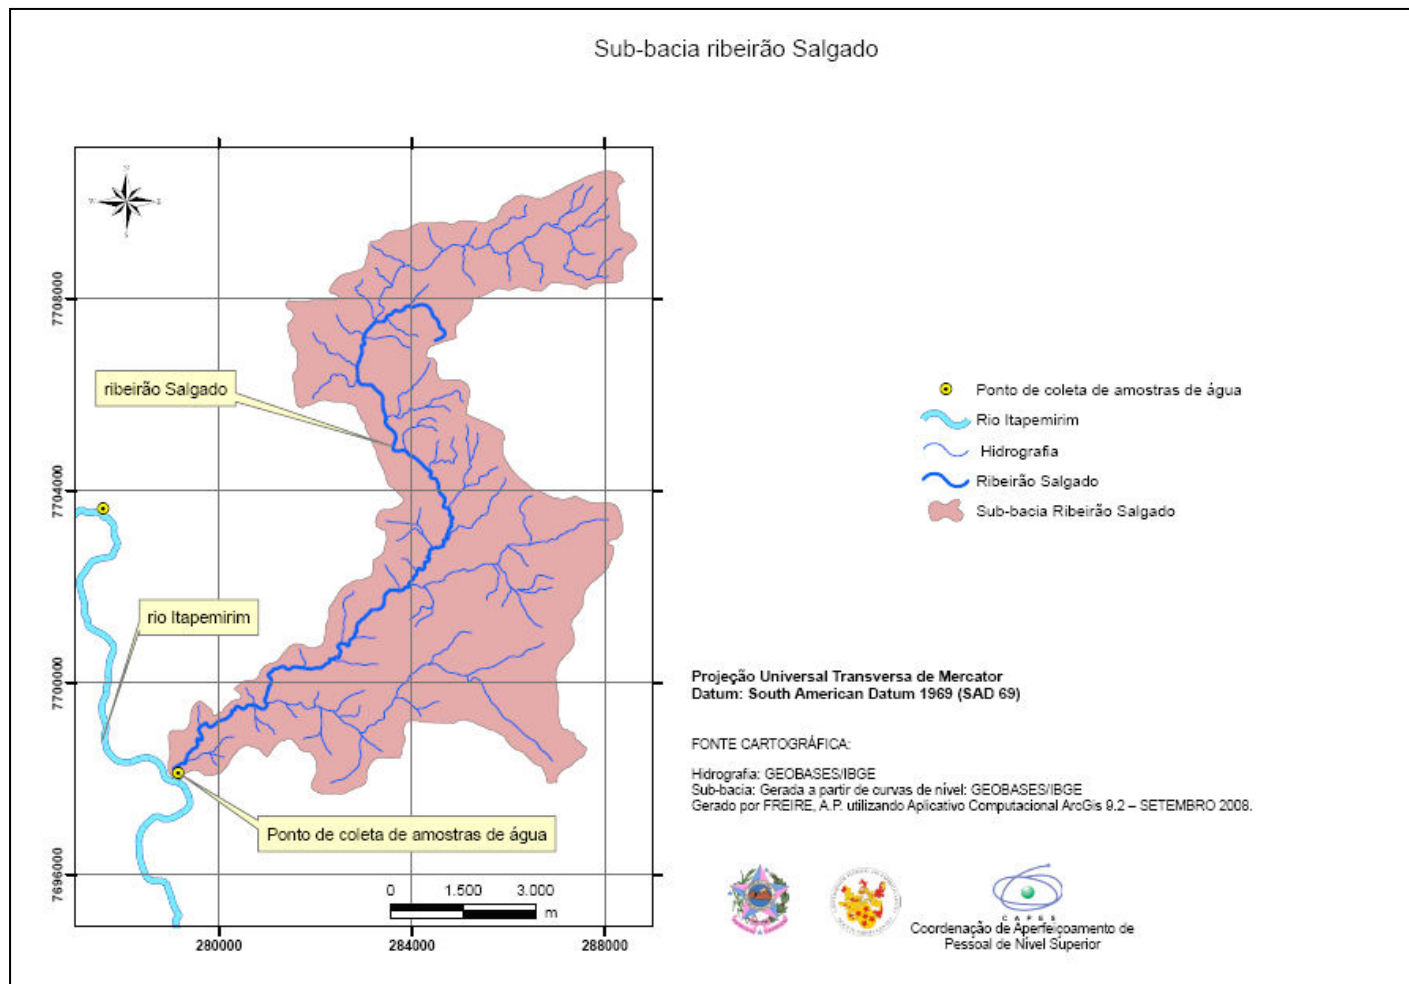 Sub-bacia ribeirão Salgado
N
W
E
S
7708000
7704000
7700000
7696000
ribeirão Salgado
rio Itapemirim
Ponto de coleta de amostras de água
0 1.500 3.000
m
280000 284000 288000
Ponto de coleta de amostras de água
Rio Itapemirim
Hidrografia
Ribeirão Salgado
Sub-bacia Ribeirão Salgado
Projeção Universal Transversa de Mercator
Datum: South American Datum 1969 (SAD 69)
FONTE CARTOGRÁFICA:
Hidrografia: GEOBASES/IBGE
Sub-bacia: Gerada a partir de curvas de nível: GEOBASES/IBGE
Gerado por FREIRE, A.P. utilizando Aplicativo Computacional ArcGis 9.2 – SETEMBRO 2008.
C A P E S
Coordenação de Aperfeiçoamento de
Pessoal de Nível Superior